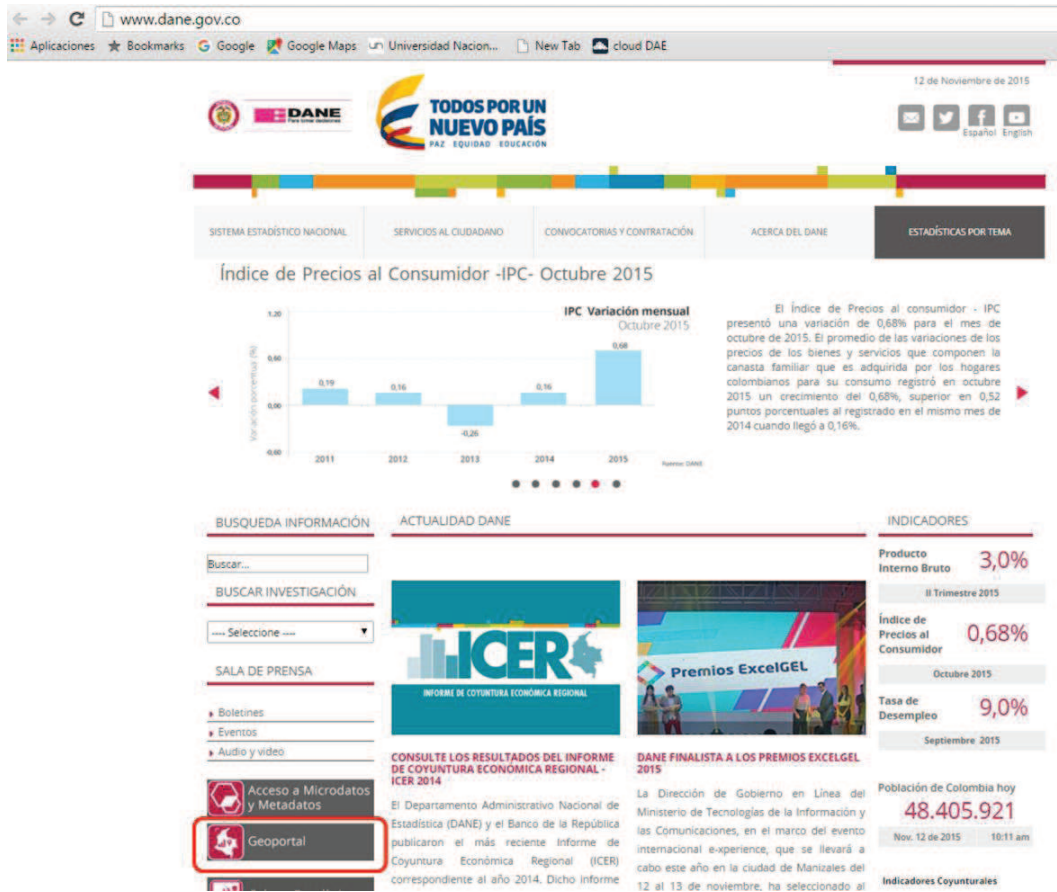 www.dane.gov.co
Aplicaciones Bookmarks Google Google Maps Universidad Nacion... New Tab cloud DAE
12 de Noviembre de 2015
DANE
TODOS POR UN
NUEVO PAÍS
PAZ EQUIDAD EDUCACIÓN
Español English
SISTEMA ESTADÍSTICO NACIONAL SERVICIOS AL CIUDADANO CONVOCATORIAS Y CONTRATACIÓN ACERCA DEL DANE ESTADÍSTICAS POR TEMA
Índice de Precios al Consumidor -IPC- Octubre 2015
IPC Variación mensual
Octubre 2015
Variación porcentual (%)
1,20
0,60
0,00
-0,60
0,19
0,16
-0,26
0,16
0,68
2011 2012 2013 2014 2015
Fuente: DANE
El Índice de Precios al consumidor - IPC
presentó una variación de 0,68% para el mes de
octubre de 2015. El promedio de las variaciones de los
precios de los bienes y servicios que componen la
canasta familiar que es adquirida por los hogares
colombianos para su consumo registró en octubre
2015 un crecimiento del 0,68%, superior en 0,52
puntos porcentuales al registrado en el mismo mes de
2014 cuando llegó a 0,16%.
BUSQUEDA INFORMACIÓN
Buscar...
BUSCAR INVESTIGACIÓN
---- Seleccione ----
SALA DE PRENSA
Boletines
Eventos
Audio y video
Acceso a Microdatos
y Metadatos
Geoportal
ACTUALIDAD DANE
ICER
INFORME DE COYUNTURA ECONÓMICA REGIONAL
CONSULTE LOS RESULTADOS DEL INFORME
DE COYUNTURA ECONÓMICA REGIONAL -
ICER 2014
El Departamento Administrativo Nacional de
Estadística (DANE) y el Banco de la República
publicaron el más reciente Informe de
Coyuntura Económica Regional (ICER)
correspondiente al año 2014. Dicho informe
Premios ExcelGEL
DANE FINALISTA A LOS PREMIOS EXCELGEL
2015
La Dirección de Gobierno en Línea del
Ministerio de Tecnologías de la Información y
las Comunicaciones, en el marco del evento
internacional e-xperience, que se llevará a
cabo este año en la ciudad de Manizales del
12 al 13 de noviembre, ha seleccionado al
INDICADORES
Producto
Interno Bruto 3,0%
II Trimestre 2015
Índice de
Precios al
Consumidor 0,68%
Octubre 2015
Tasa de
Desempleo 9,0%
Septiembre 2015
Población de Colombia hoy
48.405.921
Nov. 12 de 2015 10:11 am
Indicadores Coyunturales